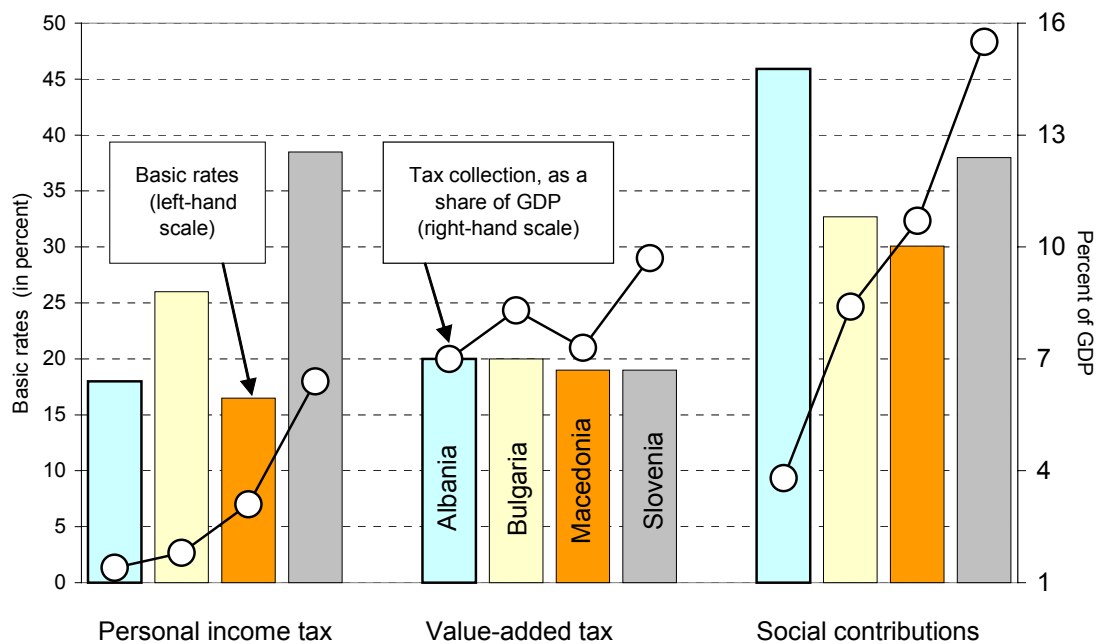 50
45
40
35
30
25
20
15
10
5
0
Basic rates (in percent)
16
13
10
7
4
1
Percent of GDP
Basic rates
(left-hand
scale)
Tax collection, as a
share of GDP
(right-hand scale)
Albania
Bulgaria
Macedonia
Slovenia
Personal income tax
Value-added tax
Social contributions